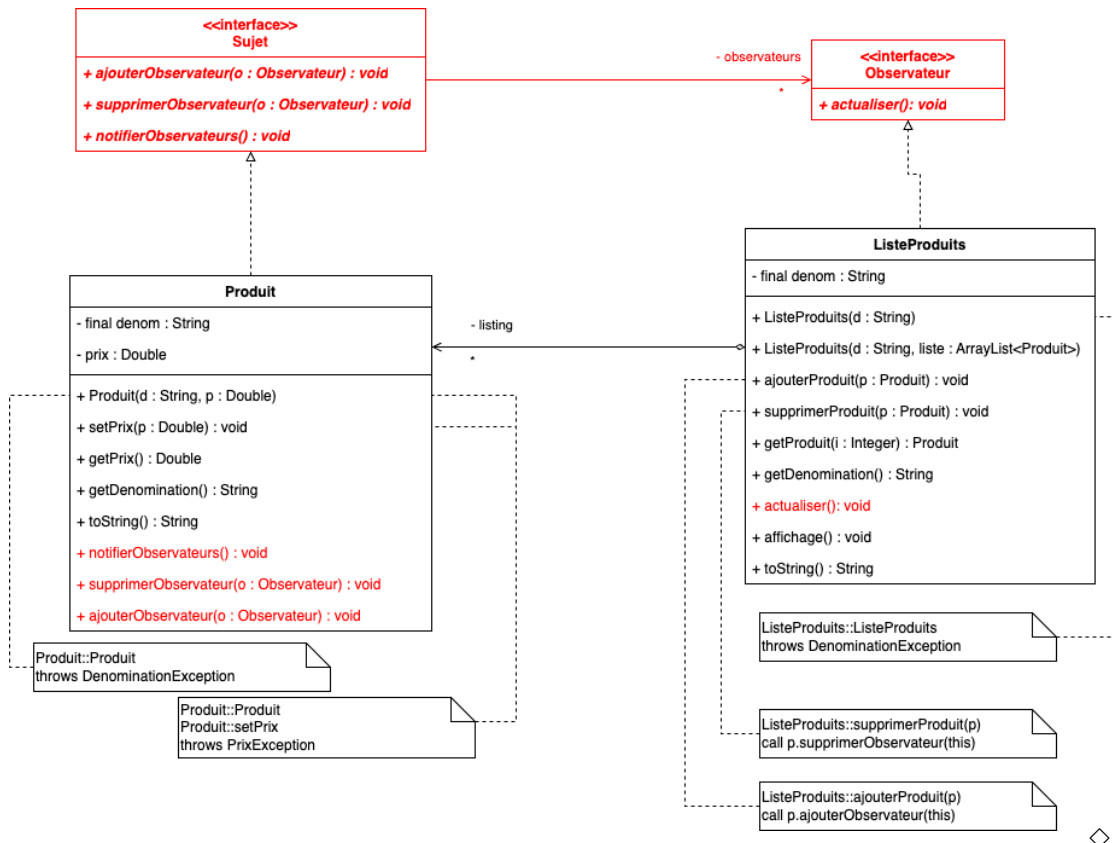 <<interface>>
Sujet
+ ajouterObservateur(o : Observateur) : void
+ supprimerObservateur(o : Observateur) : void
+ notifierObservateurs() : void
- observateurs
*
<<interface>>
Observateur
+ actualiser(): void
Produit
- final denom : String
- prix : Double
+ Produit(d : String, p : Double)
+ setPrix(p : Double) : void
+ getPrix() : Double
+ getDenomination() : String
+ toString() : String
+ notifierObservateurs() : void
+ supprimerObservateur(o : Observateur) : void
+ ajouterObservateur(o : Observateur) : void
- listing
*
ListeProduits
- final denom : String
+ ListeProduits(d : String)
+ ListeProduits(d : String, liste : ArrayList<Produit>)
+ ajouterProduit(p : Produit) : void
+ supprimerProduit(p : Produit) : void
+ getProduit(i : Integer) : Produit
+ getDenomination() : String
+ actualiser(): void
+ affichage() : void
+ toString() : String
Produit::Produit
throws DenominationException
Produit::Produit
Produit::setPrix
throws PrixException
ListeProduits::ListeProduits
throws DenominationException
ListeProduits::supprimerProduit(p)
call p.supprimerObservateur(this)
ListeProduits::ajouterProduit(p)
call p.ajouterObservateur(this)